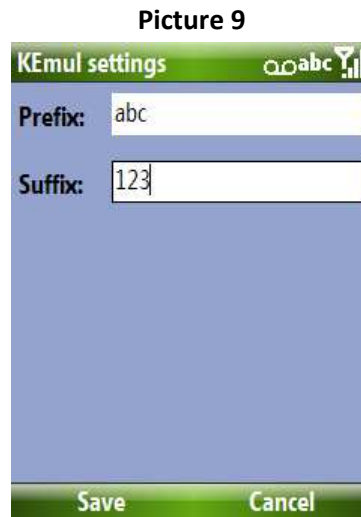 Picture 9
KEmul settings abc
Prefix: abc
Suffix: 123
Save Cancel